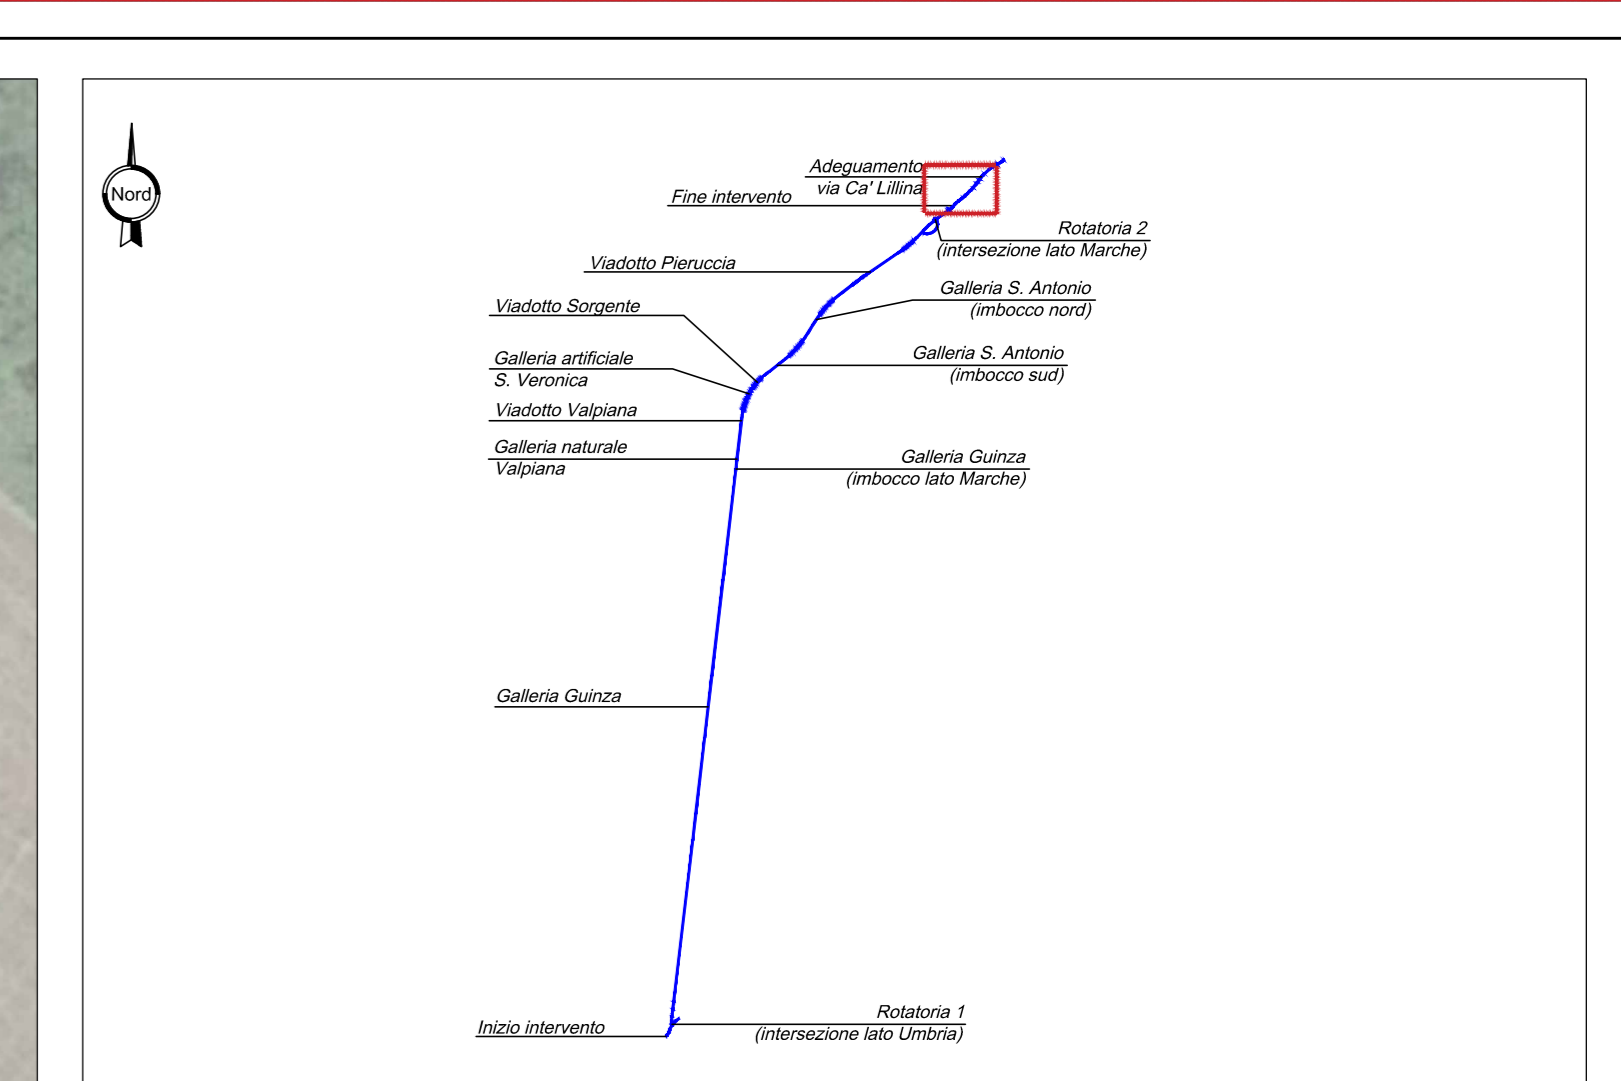 Nord
Adeguamento
via Ca' Lillina
Fine intervento
Rotatoria 2
(intersezione lato Marche)
Viadotto Pieruccia
Galleria S. Antonio
(imbocco nord)
Viadotto Sorgente
Galleria S. Antonio
(imbocco sud)
Galleria artificiale
S. Veronica
Viadotto Valpiana
Galleria naturale
Valpiana
Galleria Guinza
(imbocco lato Marche)
Galleria Guinza
Rotatoria 1
(intersezione lato Umbria)
Inizio intervento